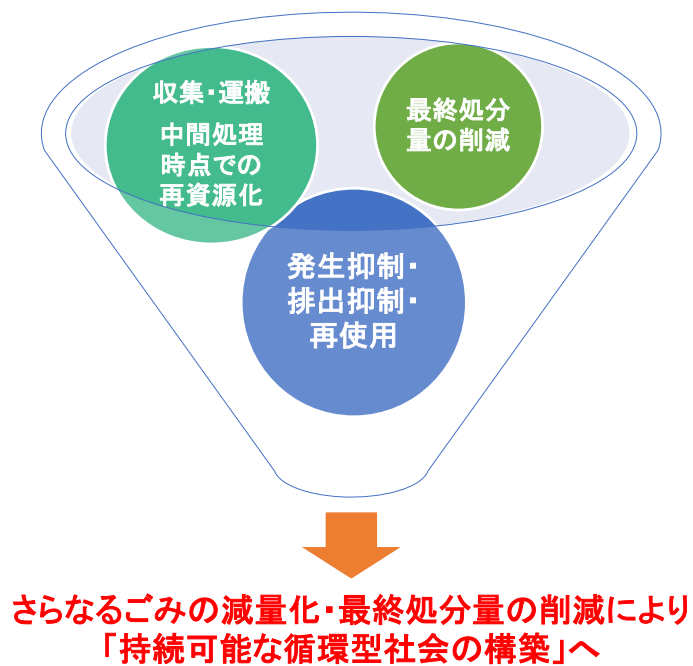 収集・運搬
中間処理
時点での
再資源化
最終処分
量の削減
発生抑制・
排出抑制・
再使用
さらなるごみの減量化・最終処分量の削減により
「持続可能な循環型社会の構築」へ